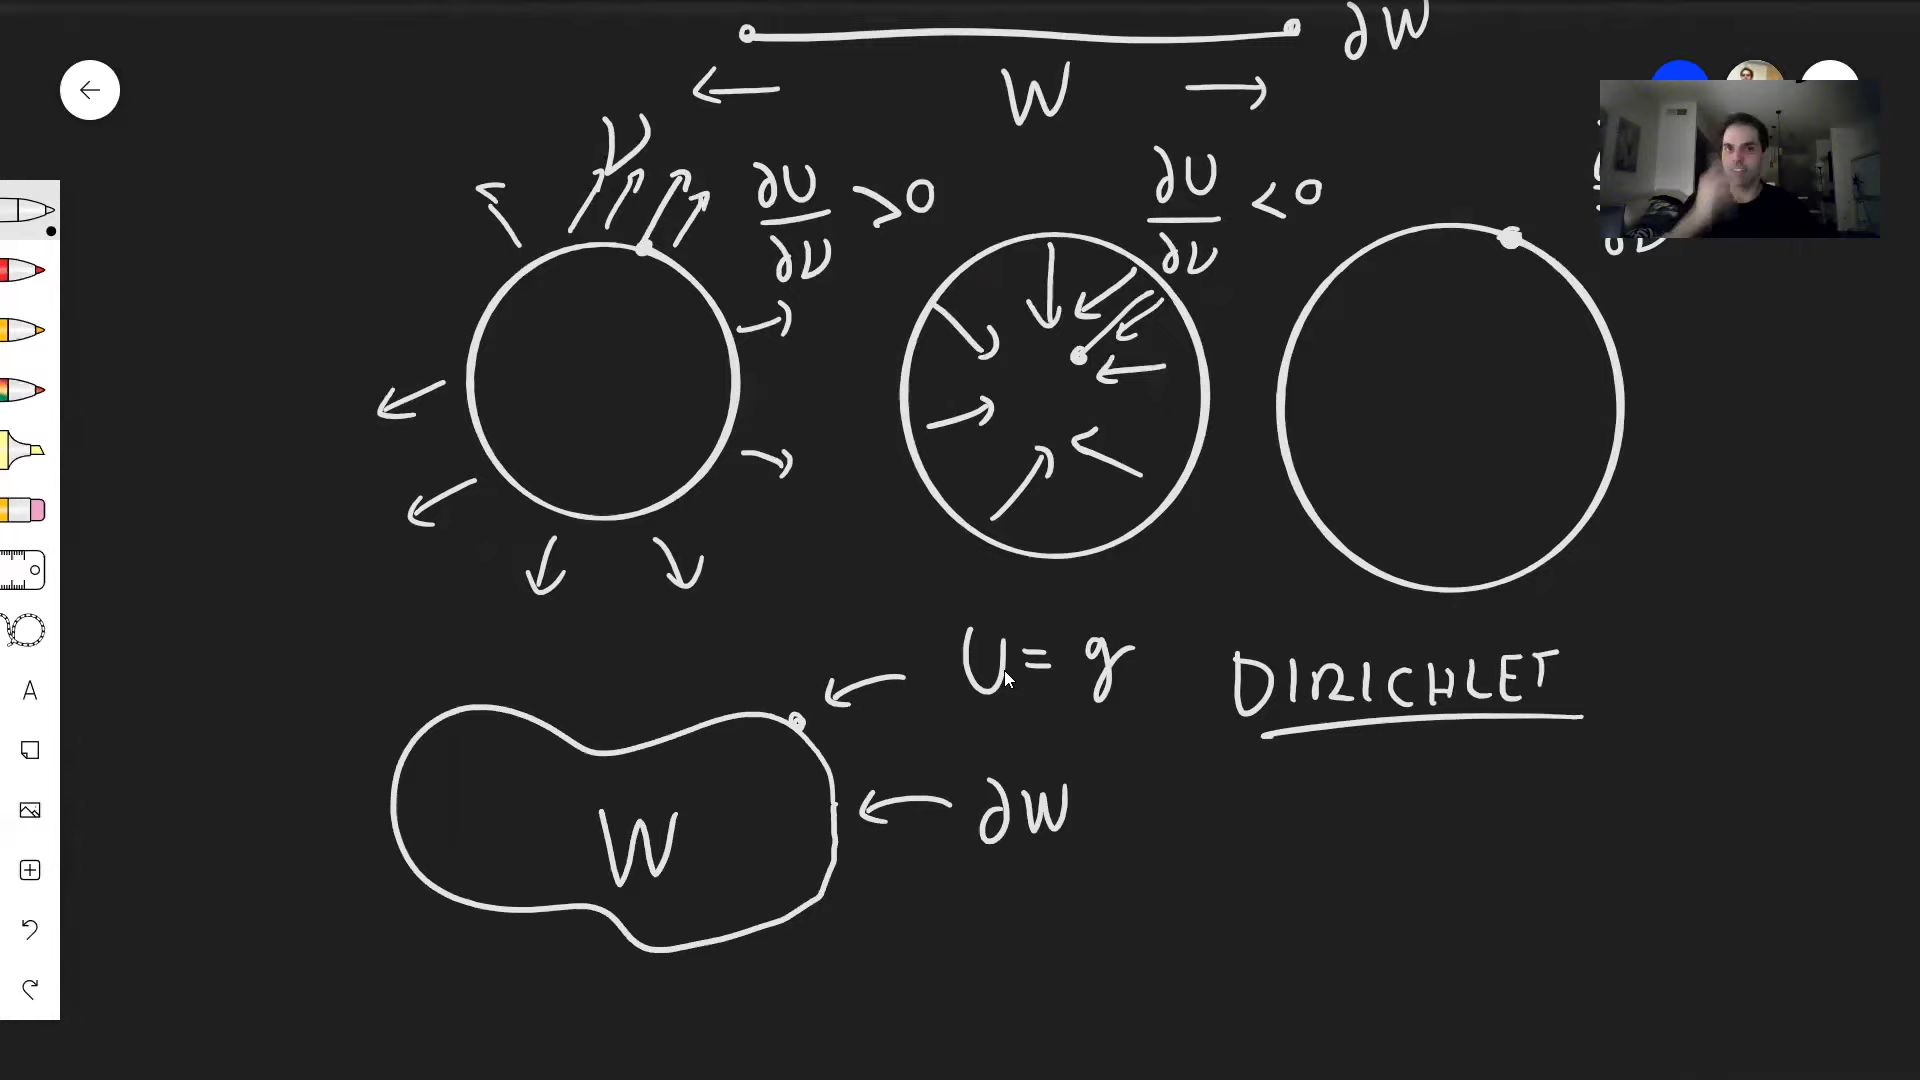 ∂W
W
ν
∂U/∂ν > 0
∂U/∂ν < 0
∂ν
U = g
DIRICHLET
W
∂W
A